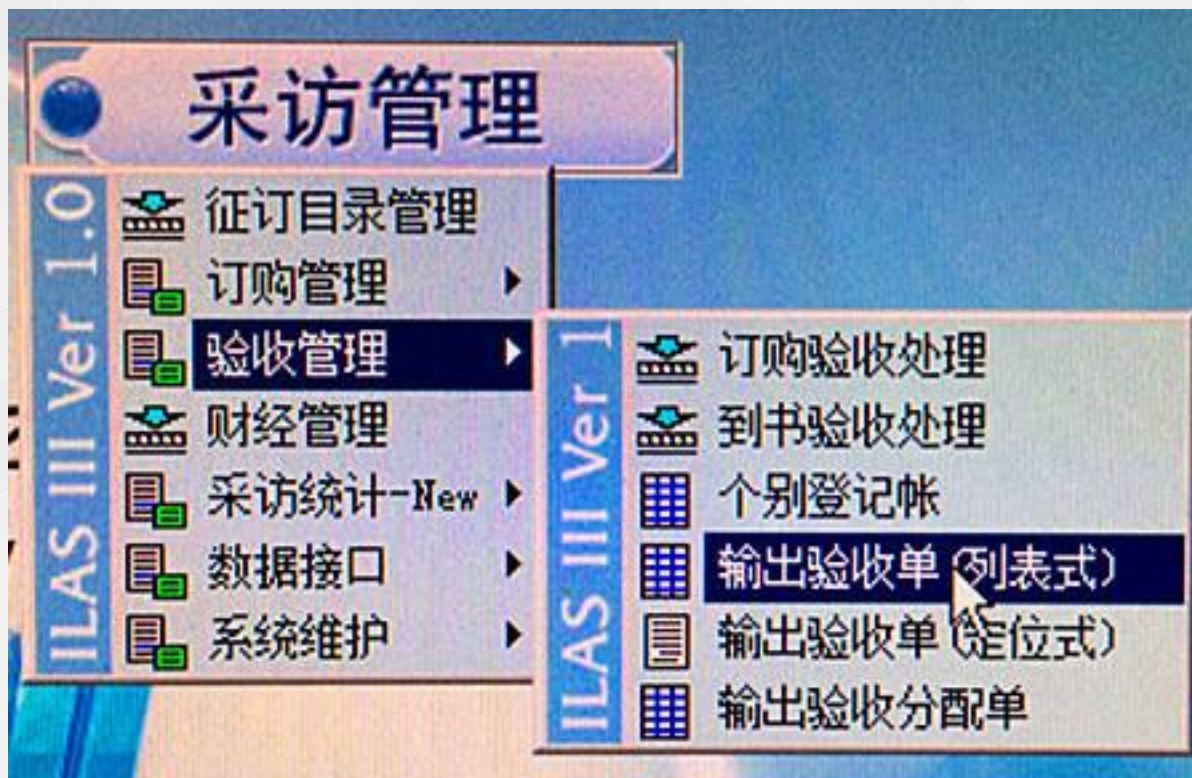 采访管理
ILAS III Ver 1.0
征订目录管理
订购管理
验收管理
财经管理
采访统计-New
数据接口
系统维护
ILAS III Ver 1
订购验收处理
到书验收处理
个别登记帐
输出验收单(列表式)
输出验收单(定位式)
输出验收分配单